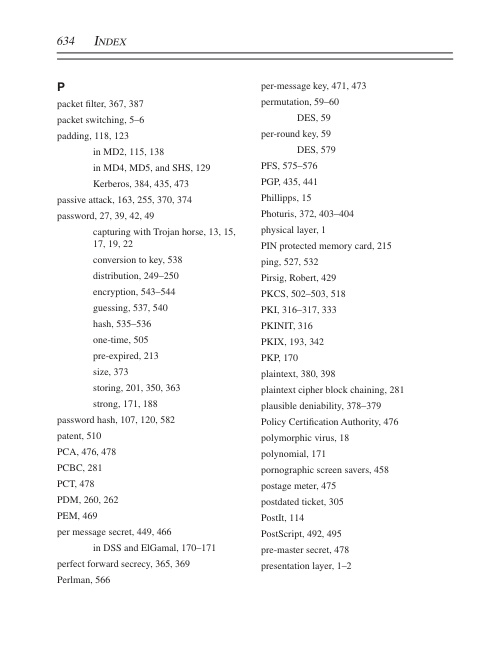 634 INDEX
P
packet filter, 367, 387
packet switching, 5–6
padding, 118, 123
in MD2, 115, 138
in MD4, MD5, and SHS, 129
Kerberos, 384, 435, 473
passive attack, 163, 255, 370, 374
password, 27, 39, 42, 49
capturing with Trojan horse, 13, 15,
17, 19, 22
conversion to key, 538
distribution, 249–250
encryption, 543–544
guessing, 537, 540
hash, 535–536
one-time, 505
pre-expired, 213
size, 373
storing, 201, 350, 363
strong, 171, 188
password hash, 107, 120, 582
patent, 510
PCA, 476, 478
PCBC, 281
PCT, 478
PDM, 260, 262
PEM, 469
per message secret, 449, 466
in DSS and ElGamal, 170–171
perfect forward secrecy, 365, 369
Perlman, 566
per-message key, 471, 473
permutation, 59–60
DES, 59
per-round key, 59
DES, 579
PFS, 575–576
PGP, 435, 441
Phillipps, 15
Photuris, 372, 403–404
physical layer, 1
PIN protected memory card, 215
ping, 527, 532
Pirsig, Robert, 429
PKCS, 502–503, 518
PKI, 316–317, 333
PKINIT, 316
PKIX, 193, 342
PKP, 170
plaintext, 380, 398
plaintext cipher block chaining, 281
plausible deniability, 378–379
Policy Certification Authority, 476
polymorphic virus, 18
polynomial, 171
pornographic screen savers, 458
postage meter, 475
postdated ticket, 305
PostIt, 114
PostScript, 492, 495
pre-master secret, 478
presentation layer, 1–2